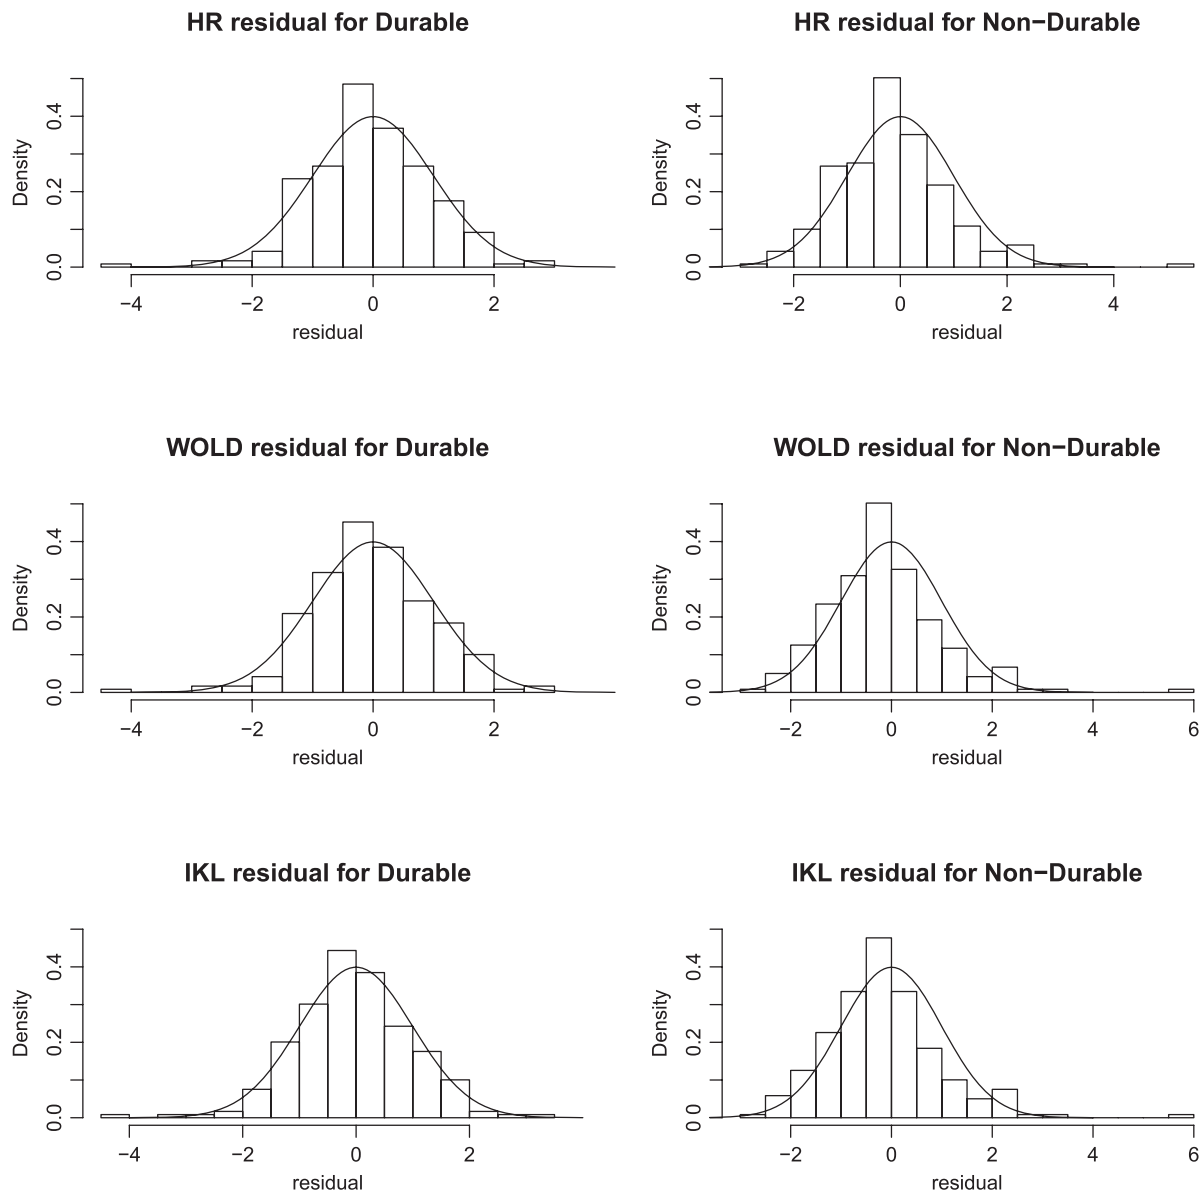 HR residual for Durable
HR residual for Non−Durable
Density
0.0 0.2 0.4
−4 −2 0 2
residual
Density
0.0 0.2 0.4
−2 0 2 4
residual
WOLD residual for Durable
WOLD residual for Non−Durable
Density
0.0 0.2 0.4
−4 −2 0 2
residual
Density
0.0 0.2 0.4
−2 0 2 4 6
residual
IKL residual for Durable
IKL residual for Non−Durable
Density
0.0 0.2 0.4
−4 −2 0 2
residual
Density
0.0 0.2 0.4
−2 0 2 4 6
residual